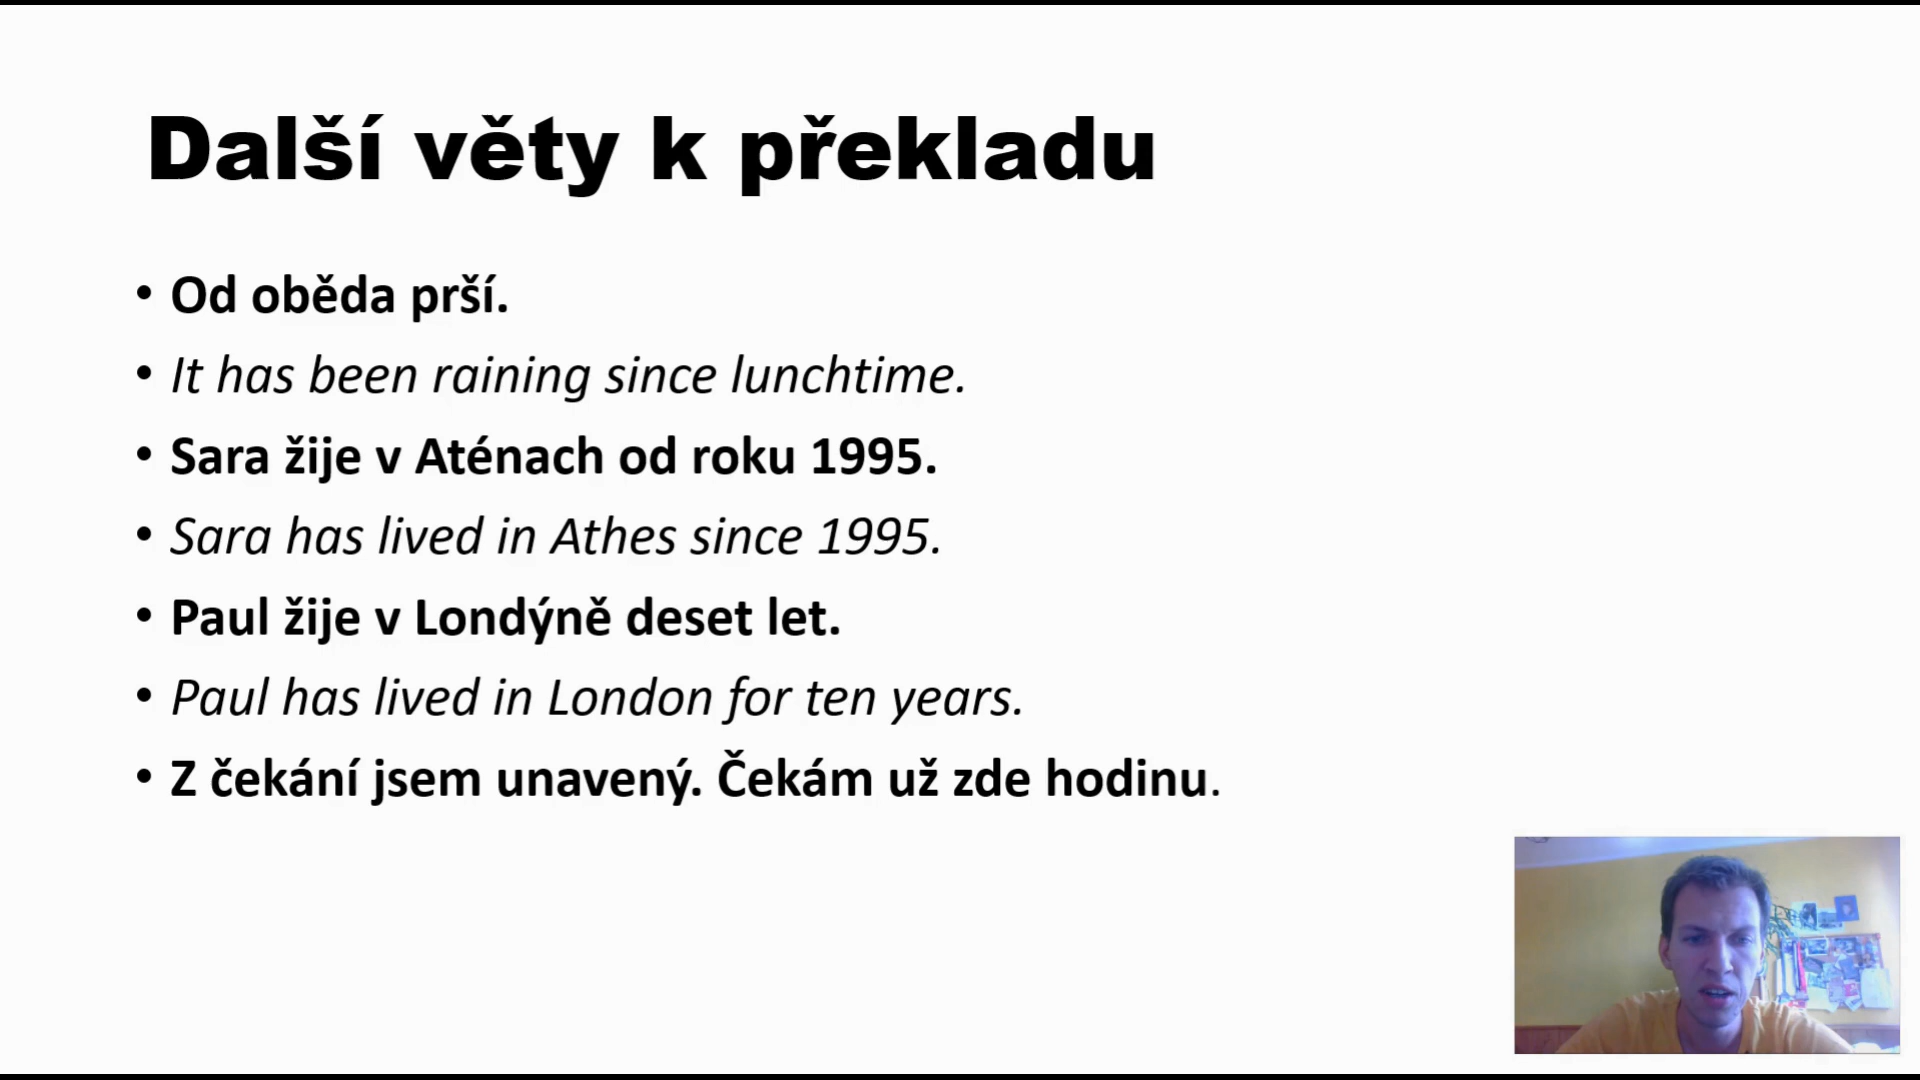 Další věty k překladu
• Od oběda prší.
• It has been raining since lunchtime.
• Sara žije v Aténach od roku 1995.
• Sara has lived in Athes since 1995.
• Paul žije v Londýně deset let.
• Paul has lived in London for ten years.
• Z čekání jsem unavený. Čekám už zde hodinu.